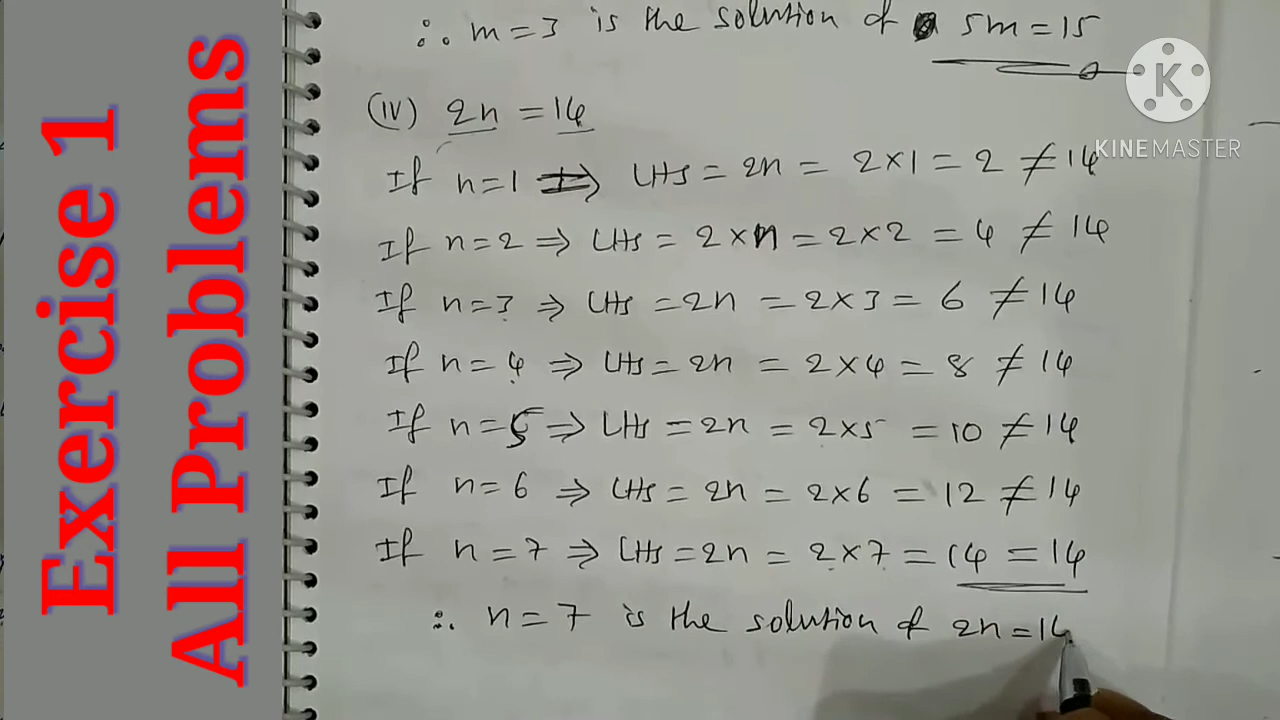 Exercise 1
All Problems
∴ m = 3 is the solution of 5m = 15
K
KINEMASTER
(iv) 2n = 14
If n = 1 ⇒ LHS = 2n = 2 × 1 = 2 ≠ 14
If n = 2 ⇒ LHS = 2 × n = 2 × 2 = 4 ≠ 14
If n = 3 ⇒ LHS = 2n = 2 × 3 = 6 ≠ 14
If n = 4 ⇒ LHS = 2n = 2 × 4 = 8 ≠ 14
If n = 5 ⇒ LHS = 2n = 2 × 5 = 10 ≠ 14
If n = 6 ⇒ LHS = 2n = 2 × 6 = 12 ≠ 14
If n = 7 ⇒ LHS = 2n = 2 × 7 = 14 = 14
∴ n = 7 is the solution of 2n = 14